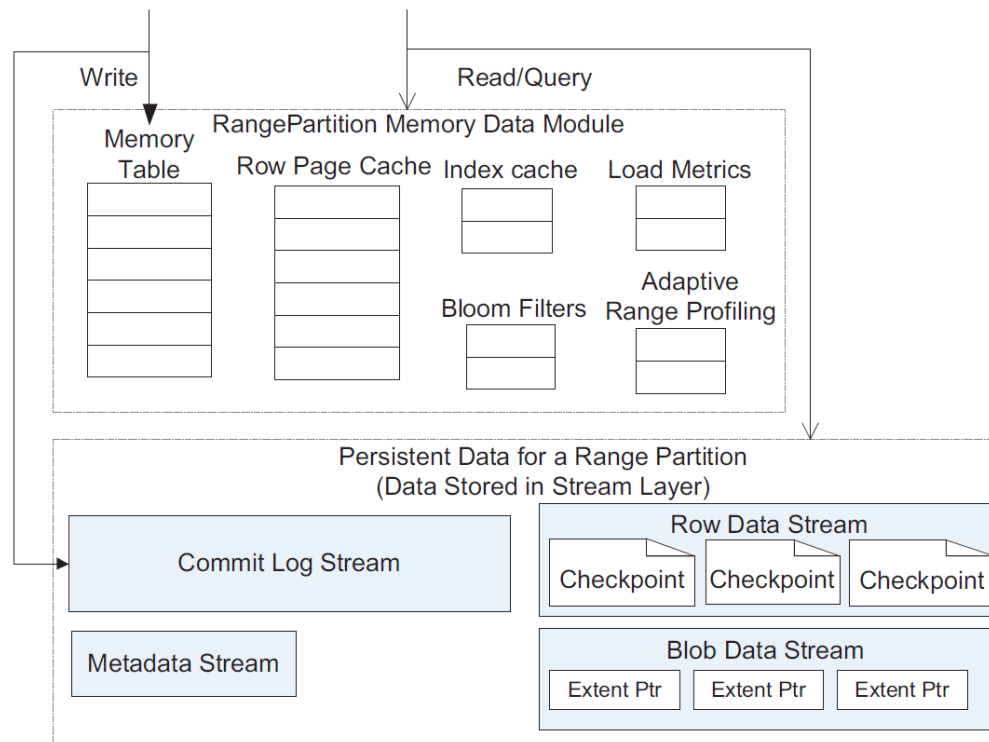 Write
Read/Query
RangePartition Memory Data Module
Memory
Table
Row Page Cache
Index cache
Load Metrics
Bloom Filters
Adaptive
Range Profiling
Persistent Data for a Range Partition
(Data Stored in Stream Layer)
Commit Log Stream
Row Data Stream
Checkpoint
Checkpoint
Checkpoint
Metadata Stream
Blob Data Stream
Extent Ptr
Extent Ptr
Extent Ptr